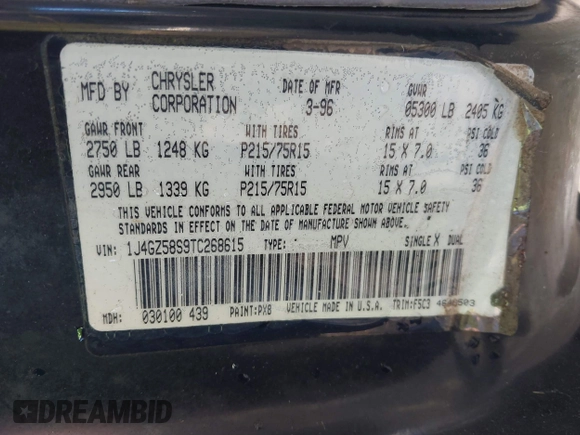 MFD BY CHRYSLER CORPORATION DATE OF MFR 3-96 GVWR 05300 LB 2405 KG
GAWR FRONT WITH TIRES RIMS AT PSI COLD
2750 LB 1248 KG P215/75R15 15 X 7.0 36
GAWR REAR WITH TIRES RIMS AT PSI COLD
2950 LB 1339 KG P215/75R15 15 X 7.0 36
THIS VEHICLE CONFORMS TO ALL APPLICABLE FEDERAL MOTOR VEHICLE SAFETY
STANDARDS IN EFFECT ON THE DATE OF MANUFACTURE SHOWN ABOVE.
VIN: 1J4GZ58S9TC268615 TYPE: MPV SINGLE X DUAL
MDH: 030100 439 PAINT:PX8 VEHICLE MADE IN U.S.A. TRIM:F5C3
DREAMBID